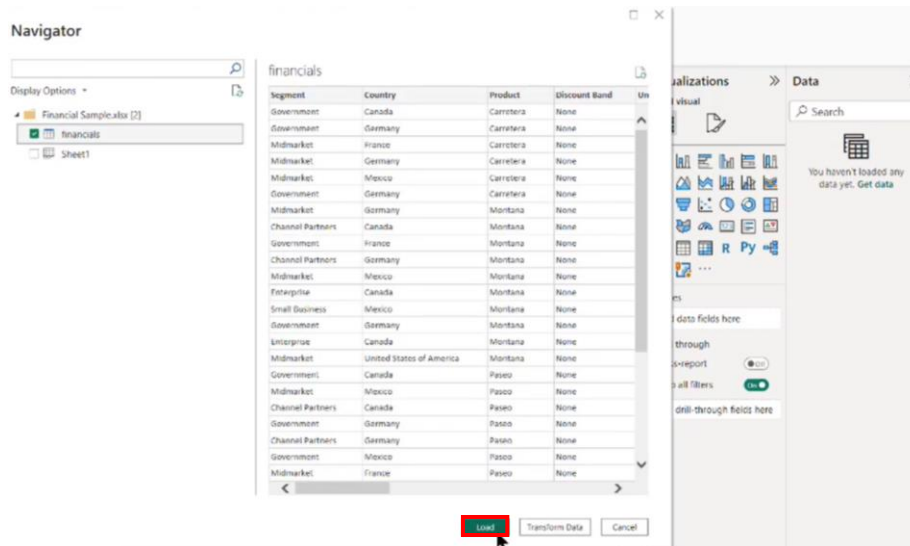 Navigator
Display Options
Financial Sample.xlsx [2]
financials
Sheet1
financials
Segment Country Product Discount Band Un
Government Canada Carretera None
Government Germany Carretera None
Midmarket France Carretera None
Midmarket Germany Carretera None
Midmarket Mexico Carretera None
Government Germany Carretera None
Midmarket Germany Montana None
Channel Partners Canada Montana None
Government France Montana None
Channel Partners Germany Montana None
Midmarket Mexico Montana None
Enterprise Canada Montana None
Small Business Mexico Montana None
Government Germany Montana None
Enterprise Canada Montana None
Midmarket United States of America Montana None
Government Canada Paseo None
Midmarket Mexico Paseo None
Channel Partners Canada Paseo None
Government Germany Paseo None
Channel Partners Germany Paseo None
Government Mexico Paseo None
Midmarket France Paseo None
Load Transform Data Cancel
ualizations
visual
R Py
es
data fields here
through
s-report
Off
all filters
On
drill-through fields here
Data
Search
You haven't loaded any
data yet. Get data